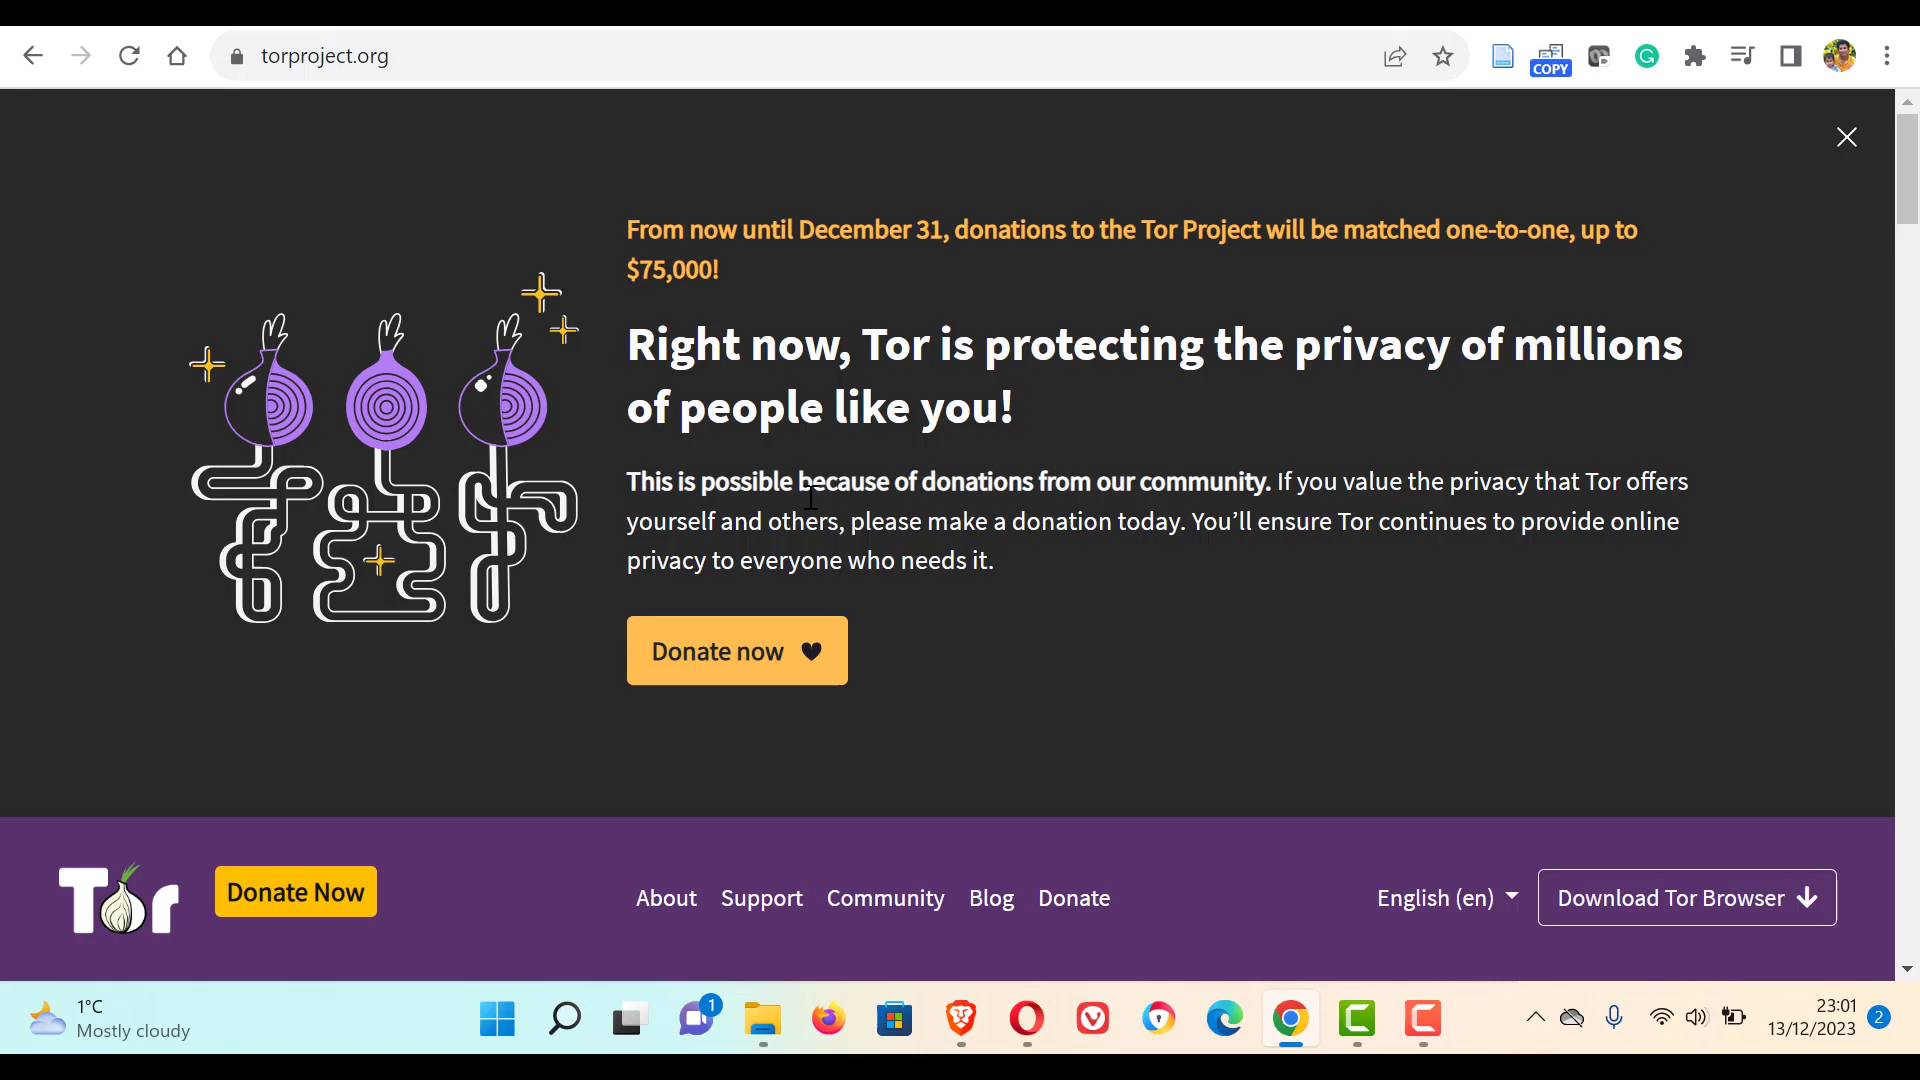 torproject.org
COPY
From now until December 31, donations to the Tor Project will be matched one-to-one, up to
$75,000!
Right now, Tor is protecting the privacy of millions
of people like you!
This is possible because of donations from our community. If you value the privacy that Tor offers
yourself and others, please make a donation today. You’ll ensure Tor continues to provide online
privacy to everyone who needs it.
Donate now
Tor
Donate Now
About Support Community Blog Donate
English (en)
Download Tor Browser
1°C
Mostly cloudy
1
23:01
13/12/2023
2